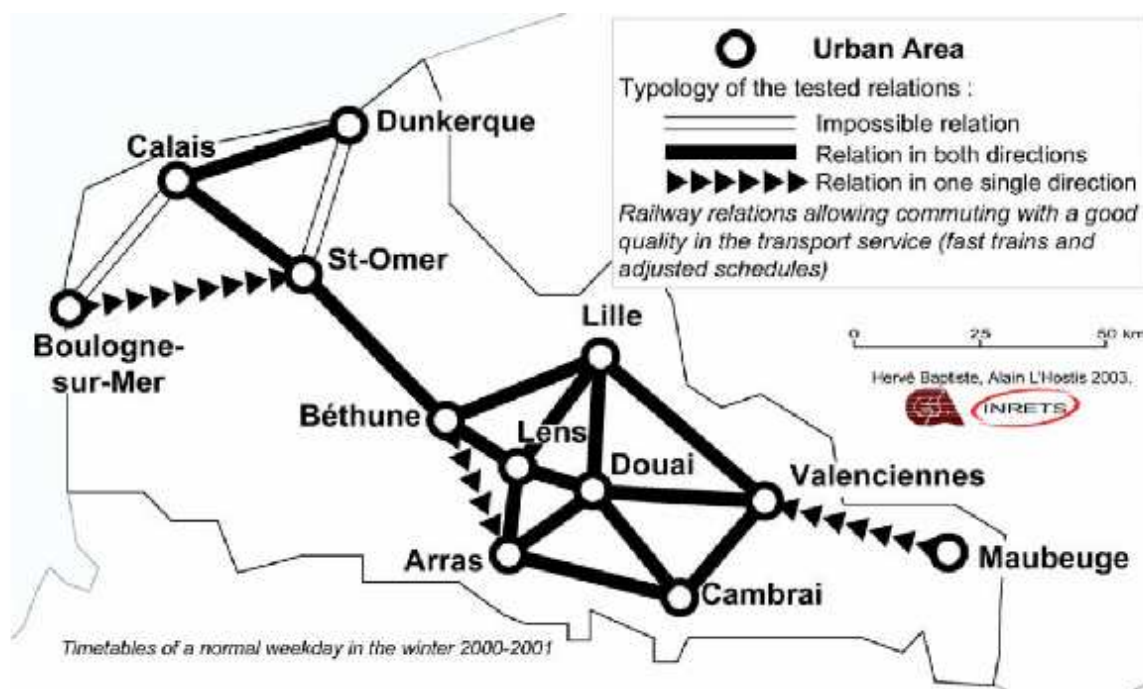 Urban Area
Typology of the tested relations :
Impossible relation
Relation in both directions
Relation in one single direction
Railway relations allowing commuting with a good
quality in the transport service (fast trains and
adjusted schedules)
Dunkerque
Calais
St-Omer
Boulogne-
sur-Mer
Lille
0 25 50 km
Hervé Baptiste, Alain L'Hostis 2003.
INRETS
Béthune
Lens
Douai
Valenciennes
Arras
Maubeuge
Cambrai
Timetables of a normal weekday in the winter 2000-2001